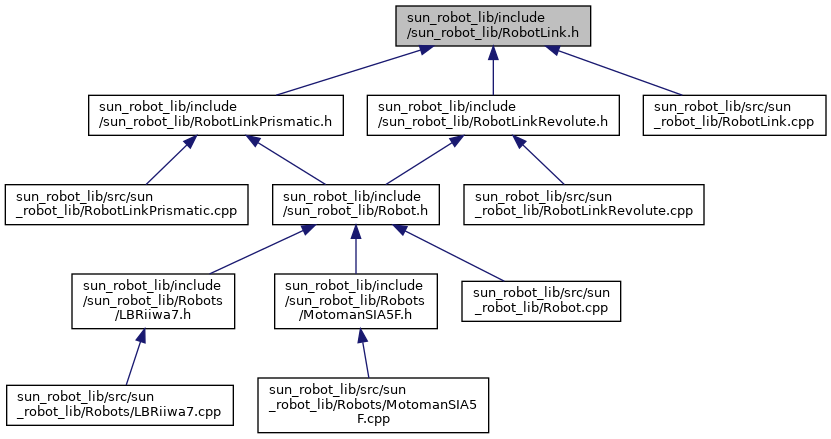 sun_robot_lib/include
/sun_robot_lib/RobotLink.h
sun_robot_lib/include
/sun_robot_lib/RobotLinkPrismatic.h
sun_robot_lib/include
/sun_robot_lib/RobotLinkRevolute.h
sun_robot_lib/src/sun
_robot_lib/RobotLink.cpp
sun_robot_lib/src/sun
_robot_lib/RobotLinkPrismatic.cpp
sun_robot_lib/include
/sun_robot_lib/Robot.h
sun_robot_lib/src/sun
_robot_lib/RobotLinkRevolute.cpp
sun_robot_lib/include
/sun_robot_lib/Robots
/LBRiiwa7.h
sun_robot_lib/include
/sun_robot_lib/Robots
/MotomanSIA5F.h
sun_robot_lib/src/sun
_robot_lib/Robot.cpp
sun_robot_lib/src/sun
_robot_lib/Robots/LBRiiwa7.cpp
sun_robot_lib/src/sun
_robot_lib/Robots/MotomanSIA5
F.cpp